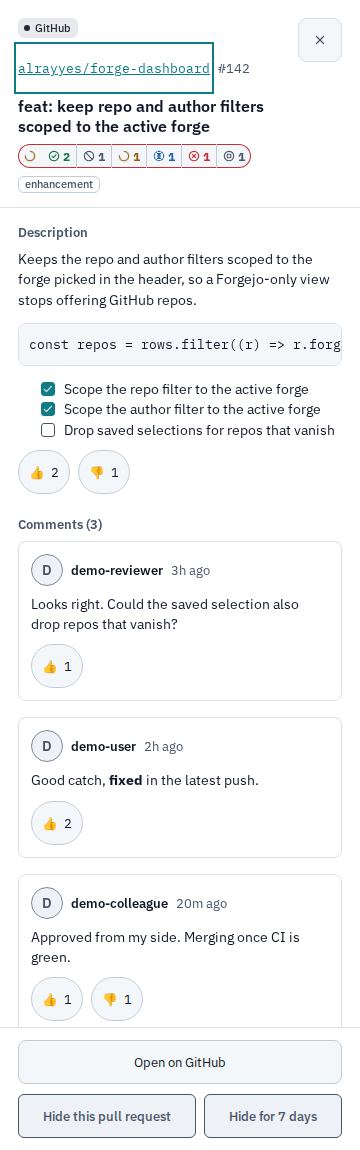 GitHub
alrayyes/forge-dashboard #142
feat: keep repo and author filters
scoped to the active forge
2 1 1 1 1 1
enhancement
Description
Keeps the repo and author filters scoped to the
forge picked in the header, so a Forgejo-only view
stops offering GitHub repos.
const repos = rows.filter((r) => r.forg
Scope the repo filter to the active forge
Scope the author filter to the active forge
Drop saved selections for repos that vanish
👍 2 👎 1
Comments (3)
D demo-reviewer 3h ago
Looks right. Could the saved selection also
drop repos that vanish?
👍 1
D demo-user 2h ago
Good catch, fixed in the latest push.
👍 2
D demo-colleague 20m ago
Approved from my side. Merging once CI is
green.
👍 1 👎 1
Open on GitHub
Hide this pull request Hide for 7 days